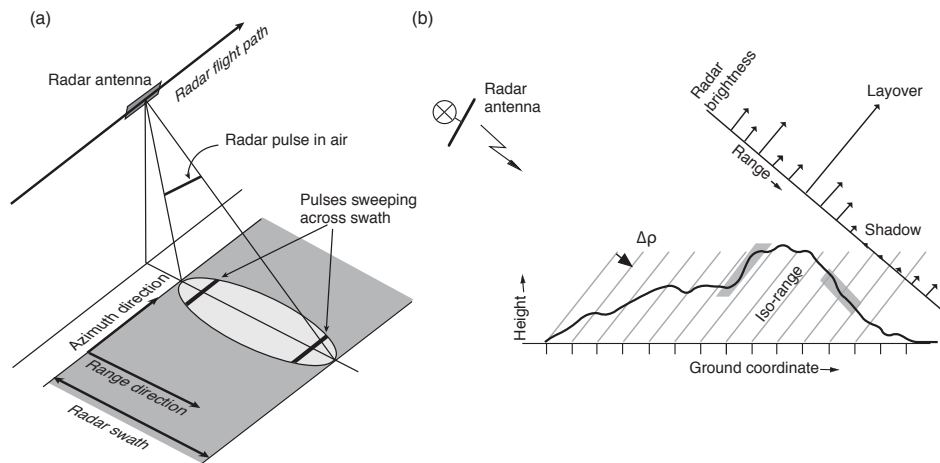 (a)
Radar antenna
Radar flight path
Radar pulse in air
Pulses sweeping
across swath
Azimuth direction
Range direction
Radar swath
(b)
Radar
antenna
Radar
brightness
Layover
Range
Shadow
Δρ
Height
Iso-range
Ground coordinate